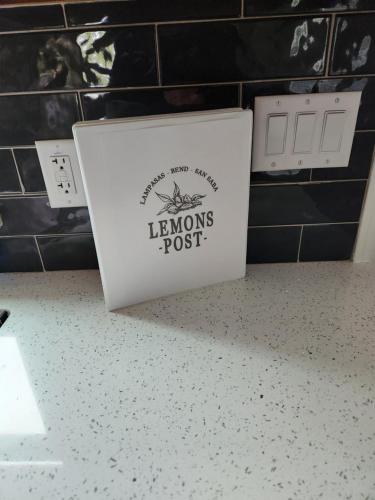 LAMPASAS - BEND - SAN SABA
LEMONS
-POST-